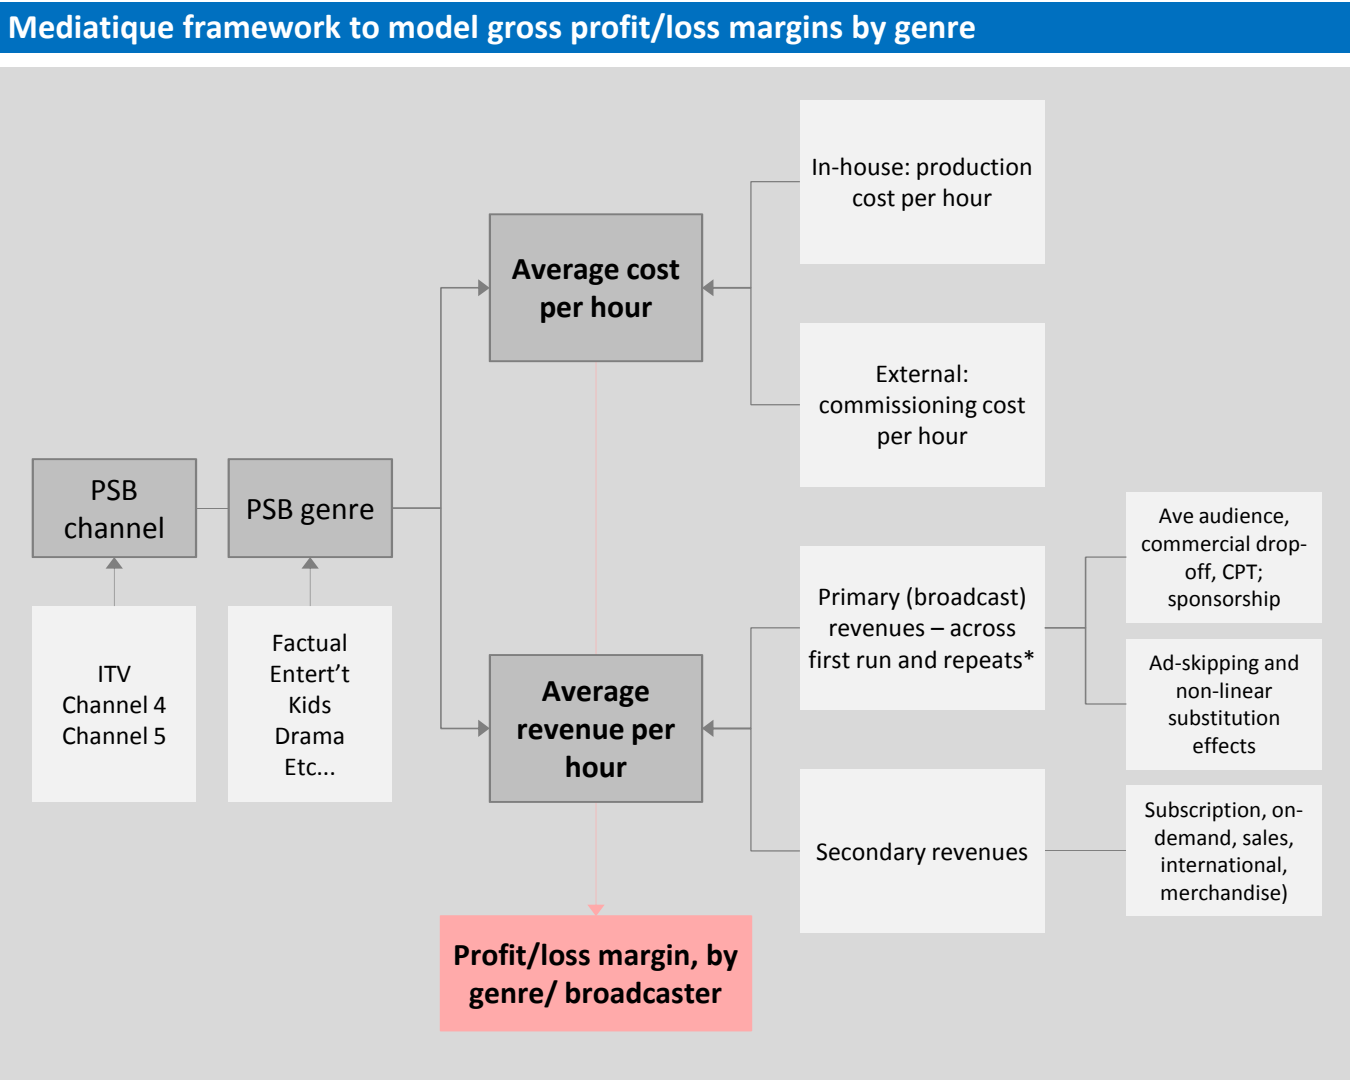 Mediatique framework to model gross profit/loss margins by genre
In-house: production
cost per hour
Average cost
per hour
External:
commissioning cost
per hour
PSB
channel
PSB genre
ITV
Channel 4
Channel 5
Factual
Entert’t
Kids
Drama
Etc...
Average
revenue per
hour
Primary (broadcast)
revenues – across
first run and repeats*
Ave audience,
commercial drop-
off, CPT;
sponsorship
Ad-skipping and
non-linear
substitution
effects
Secondary revenues
Subscription, on-
demand, sales,
international,
merchandise)
Profit/loss margin, by
genre/ broadcaster